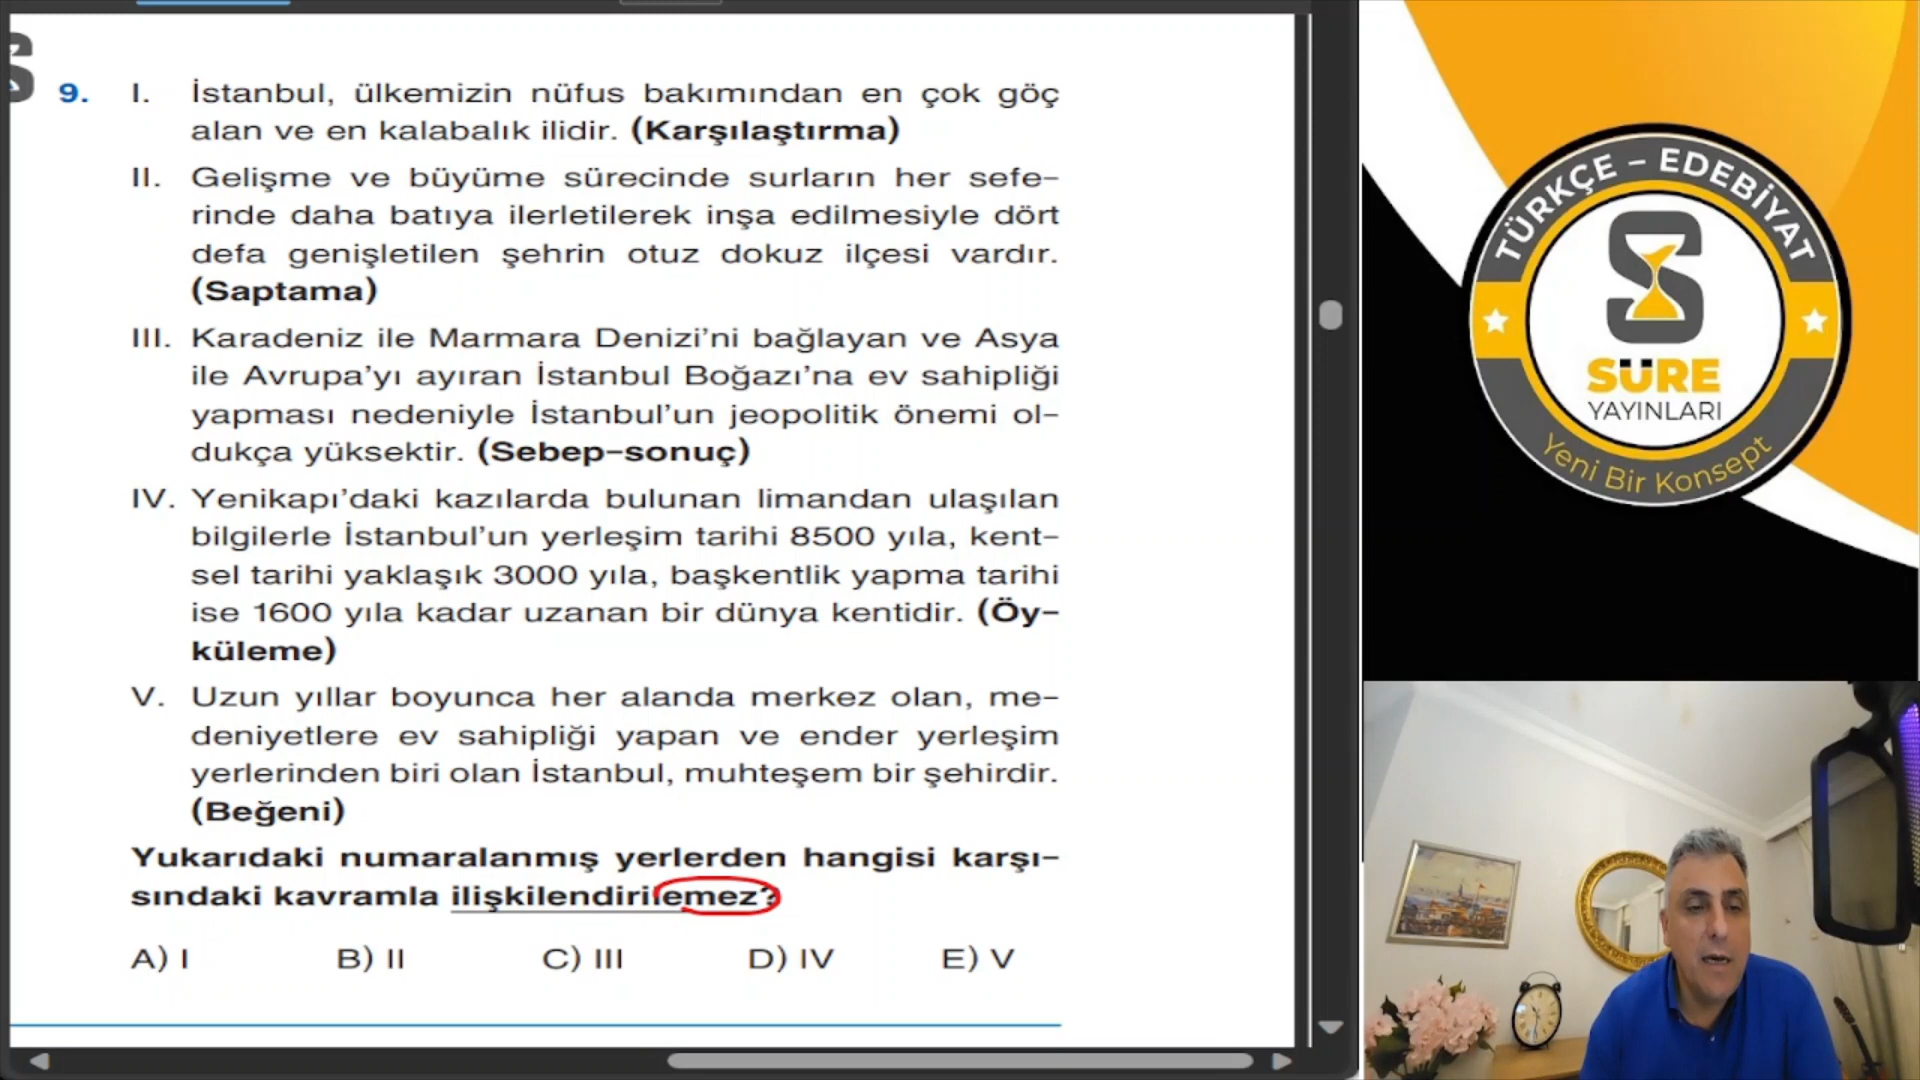 9. I. İstanbul, ülkemizin nüfus bakımından en çok göç
alan ve en kalabalık ilidir. (Karşılaştırma)
II. Gelişme ve büyüme sürecinde surların her sefe-
rinde daha batıya ilerletilerek inşa edilmesiyle dört
defa genişletilen şehrin otuz dokuz ilçesi vardır.
(Saptama)
III. Karadeniz ile Marmara Denizi’ni bağlayan ve Asya
ile Avrupa’yı ayıran İstanbul Boğazı’na ev sahipliği
yapması nedeniyle İstanbul’un jeopolitik önemi ol-
dukça yüksektir. (Sebep-sonuç)
IV. Yenikapı’daki kazılarda bulunan limandan ulaşılan
bilgilerle İstanbul’un yerleşim tarihi 8500 yıla, kent-
sel tarihi yaklaşık 3000 yıla, başkentlik yapma tarihi
ise 1600 yıla kadar uzanan bir dünya kentidir. (Öy-
küleme)
V. Uzun yıllar boyunca her alanda merkez olan, me-
deniyetlere ev sahipliği yapan ve ender yerleşim
yerlerinden biri olan İstanbul, muhteşem bir şehirdir.
(Beğeni)
Yukarıdaki numaralanmış yerlerden hangisi karşı-
sındaki kavramla ilişkilendirilemez?
A) I B) II C) III D) IV E) V
TÜRKÇE – EDEBİYAT
SÜRE
YAYINLARI
Yeni Bir Konsept